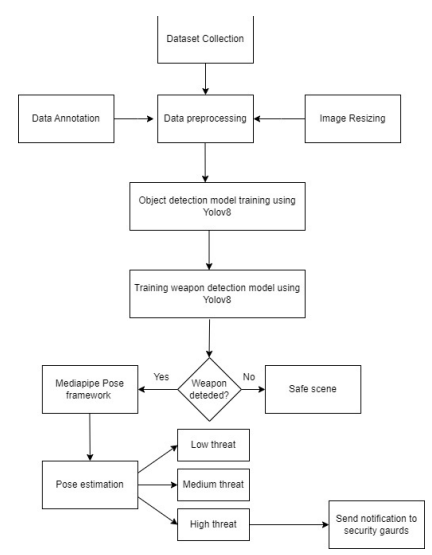 Dataset Collection
Data Annotation
Data preprocessing
Image Resizing
Object detection model training using
Yolov8
Training weapon detection model using
Yolov8
Yes
No
Weapon
deteded?
Mediapipe Pose
framework
Safe scene
Low threat
Pose estimation
Medium threat
High threat
Send notification to
security gaurds